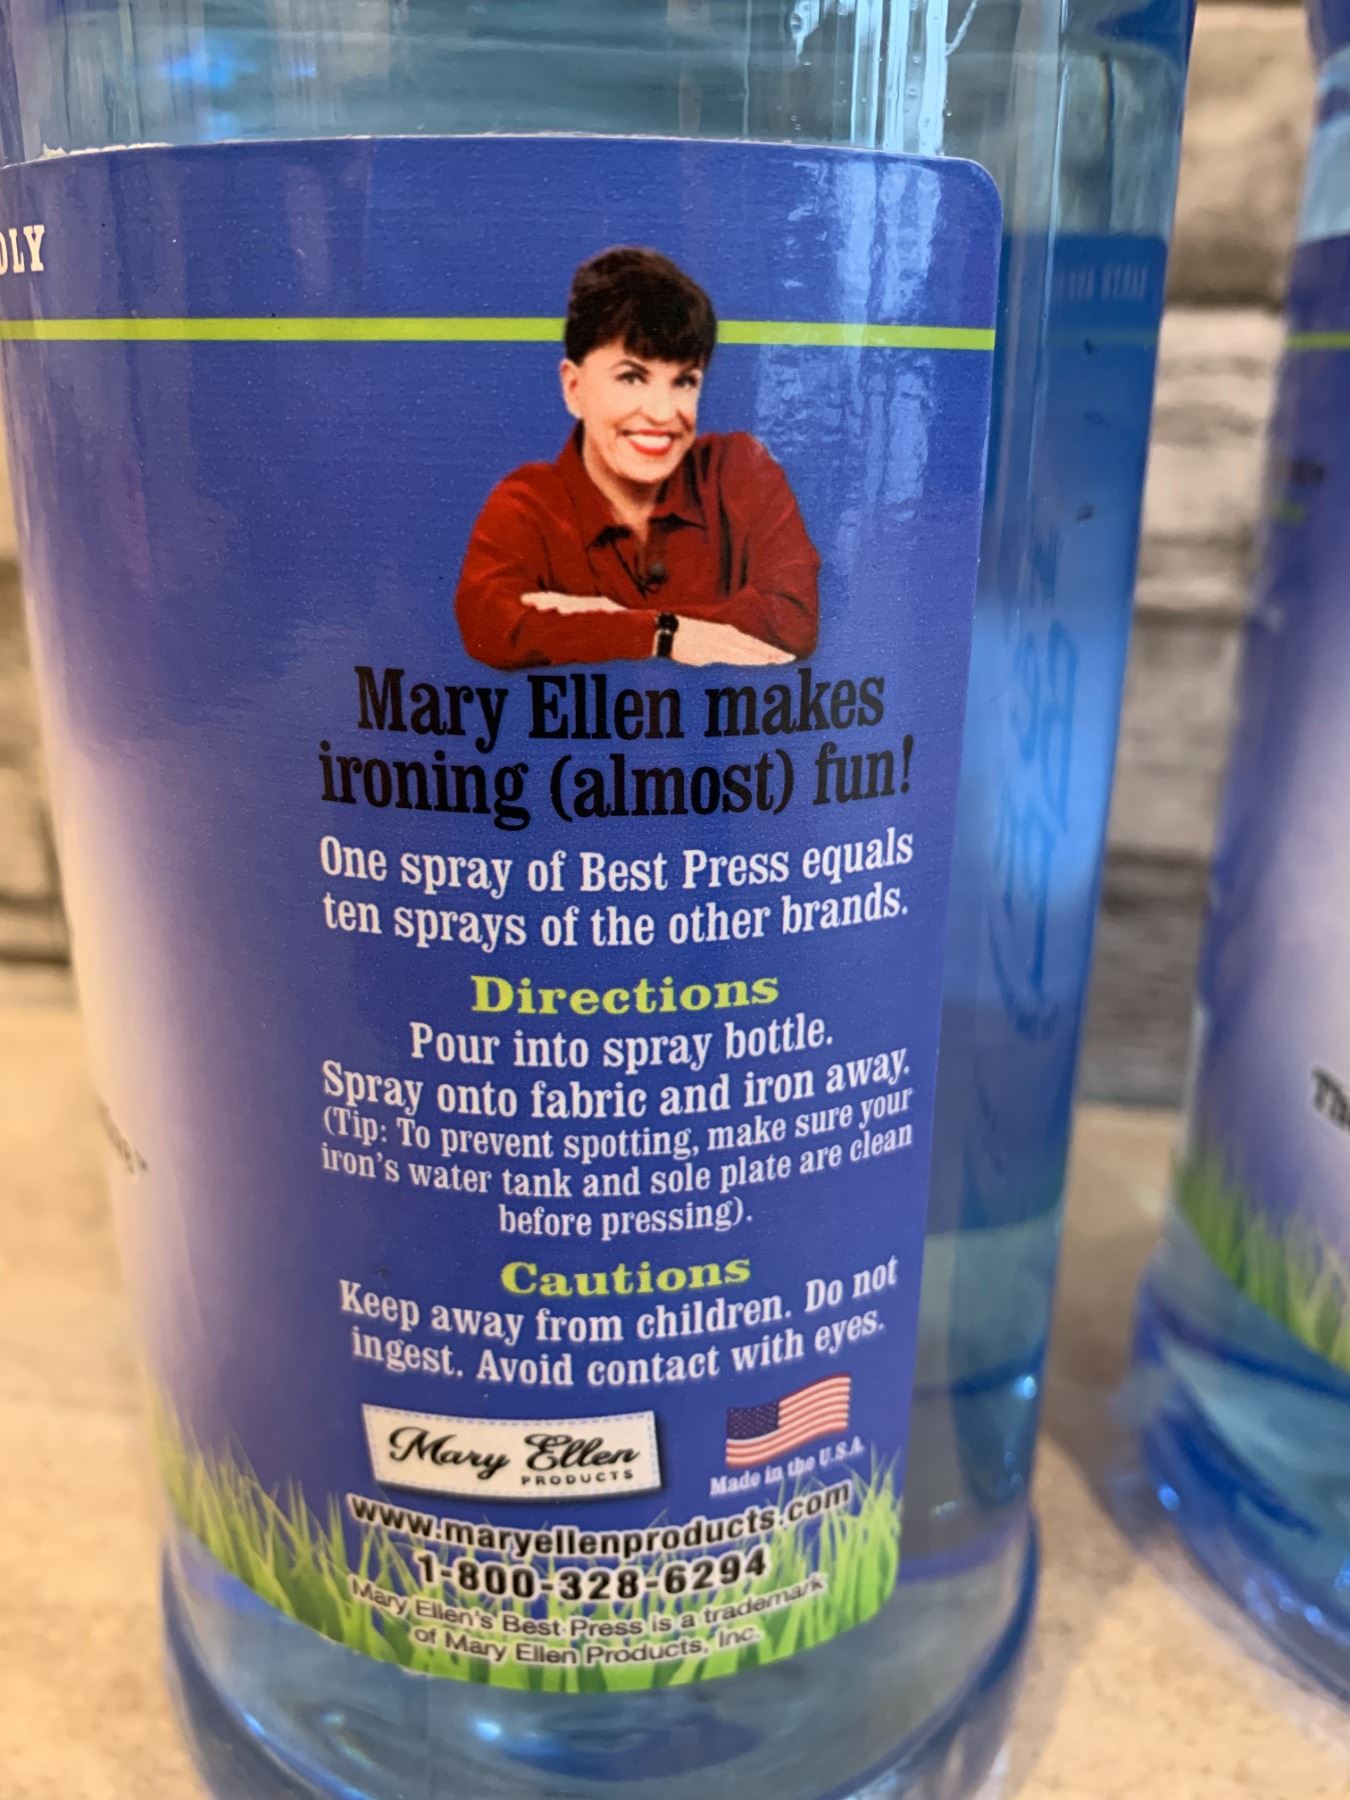 DLY
Mary Ellen makes
ironing (almost) fun!
One spray of Best Press equals
ten sprays of the other brands.
Directions
Pour into spray bottle.
Spray onto fabric and iron away.
(Tip: To prevent spotting, make sure your
iron's water tank and sole plate are clean
before pressing).
Cautions
Keep away from children. Do not
ingest. Avoid contact with eyes.
Mary Ellen
PRODUCTS
Made in the U.S.A.
www.maryellenproducts.com
1-800-328-6294
Mary Ellen's Best Press is a trademark
of Mary Ellen Products, Inc.